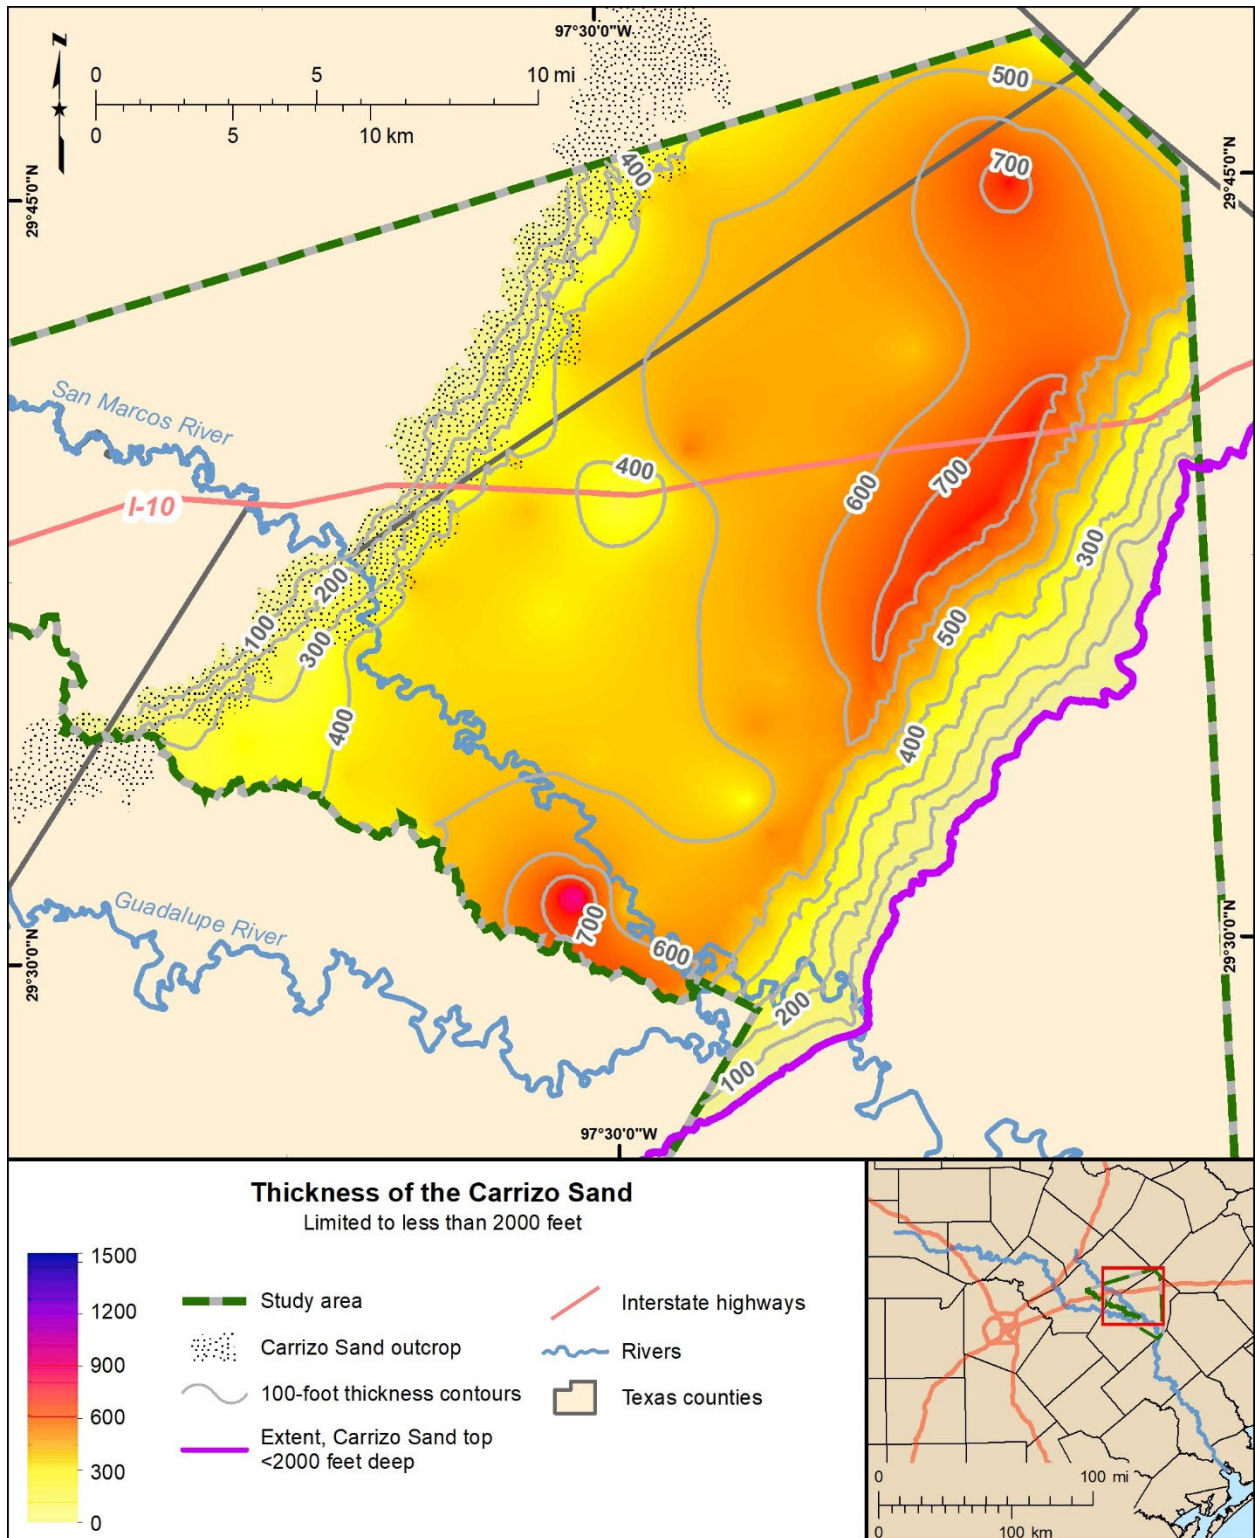 97°30'0"W
N
0 5 10 mi
0 5 10 km
500
400
700
29°45'0"N
29°45'0"N
San Marcos River
400
I-10
600
700
300
200
100
300
500
400
400
Guadalupe River
700
600
29°30'0"N
29°30'0"N
200
100
97°30'0"W
Thickness of the Carrizo Sand
Limited to less than 2000 feet
1500
1200
900
600
300
0
Study area
Carrizo Sand outcrop
100-foot thickness contours
Extent, Carrizo Sand top
<2000 feet deep
Interstate highways
Rivers
Texas counties
0 100 mi
0 100 km